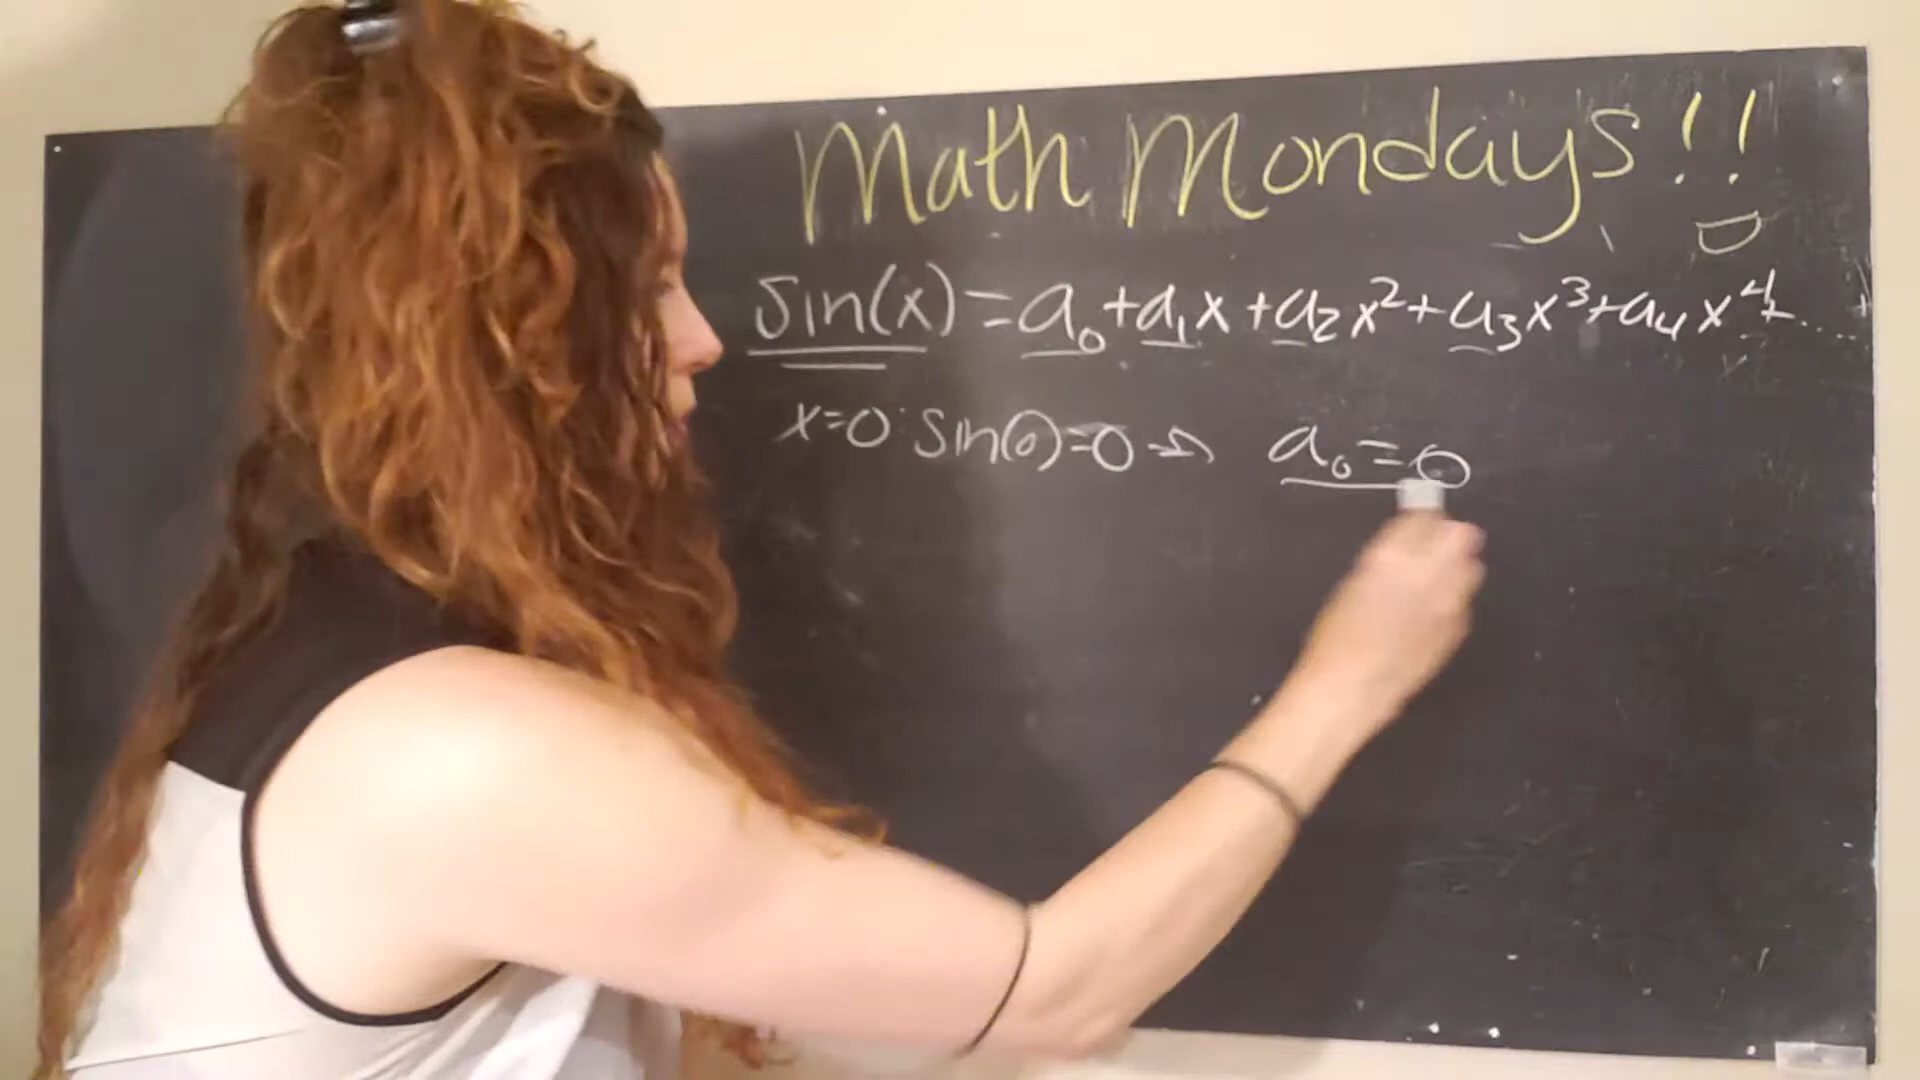 Math Mondays!!
sin(x)=a₀+a₁x+a₂x²+a₃x³+a₄x⁴+....
x=0: sin(0)=0→ a₀=0